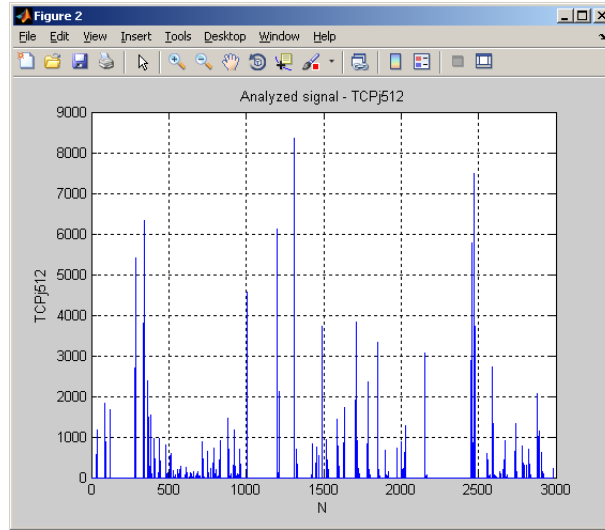 Figure 2
File Edit View Insert Tools Desktop Window Help
Analyzed signal - TCPj512
9000
8000
7000
6000
5000
4000
3000
2000
1000
0
TCPj512
0 500 1000 1500 2000 2500 3000
N